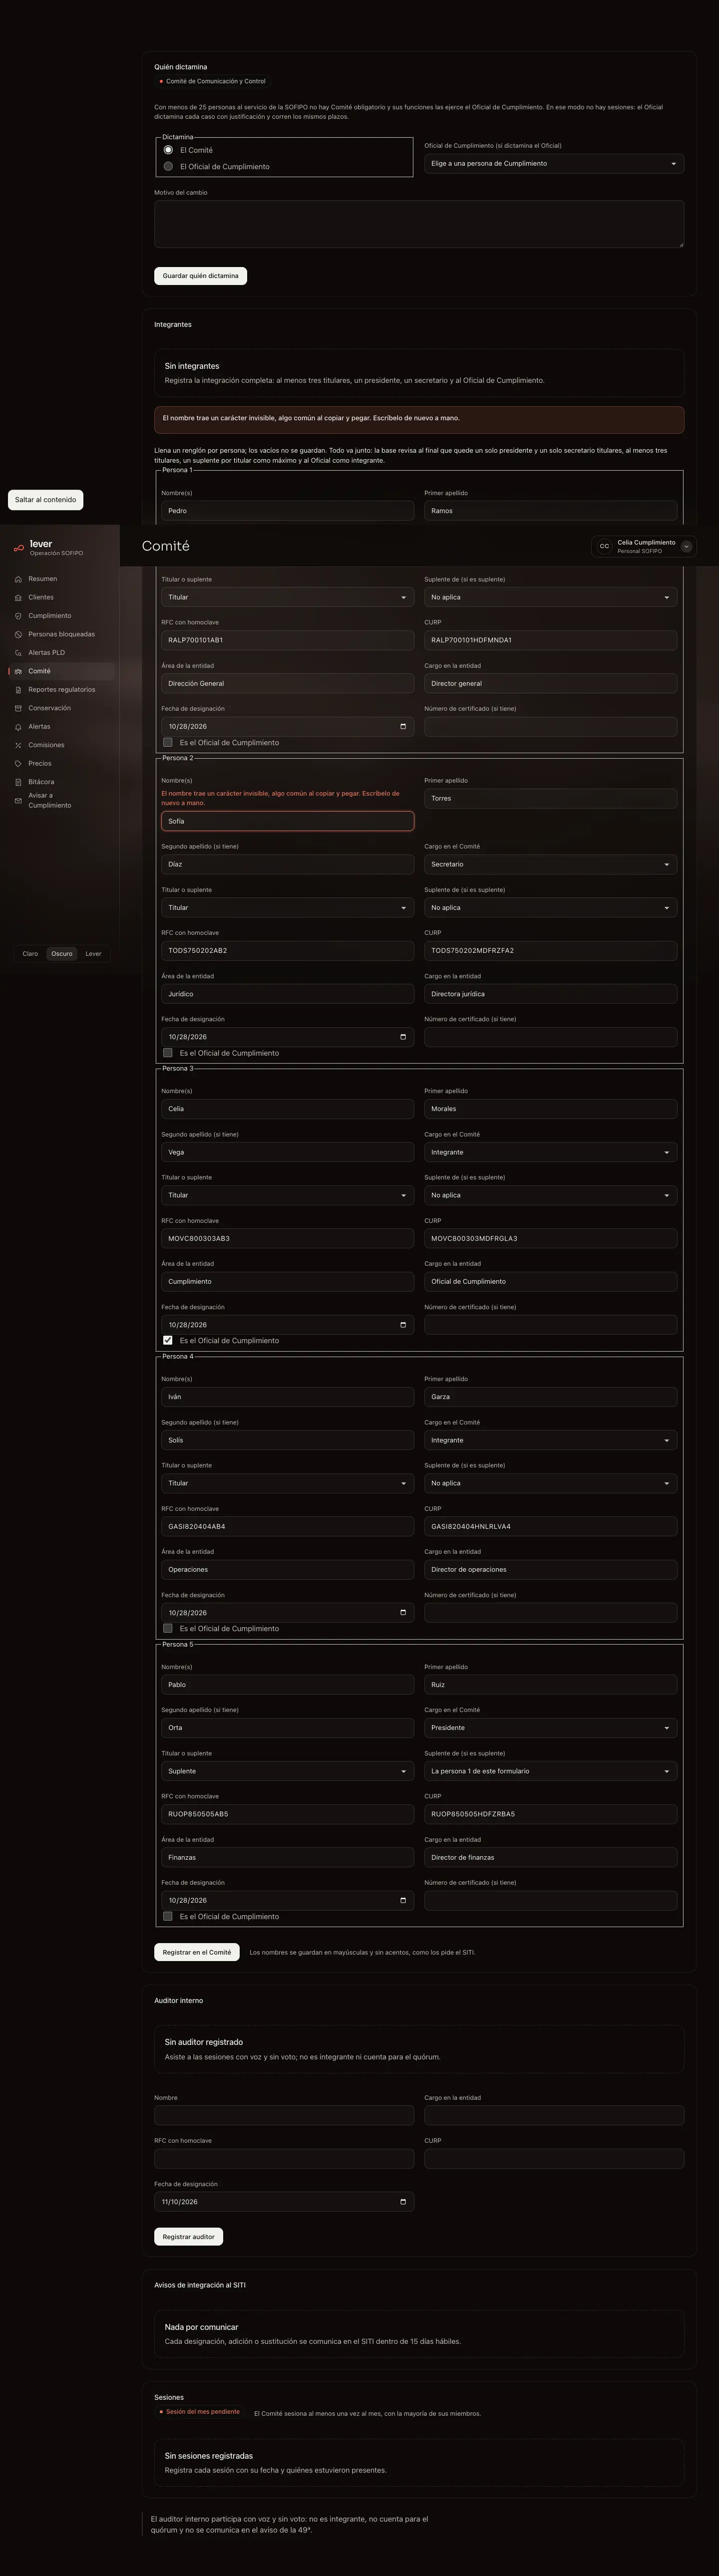 Quién dictamina
Comité de Comunicación y Control
Con menos de 25 personas al servicio de la SOFIPO no hay Comité obligatorio y sus funciones las ejerce el Oficial de Cumplimiento. En ese modo no hay sesiones: el Oficial
dictamina cada caso con justificación y corren los mismos plazos.
Dictamina
El Comité
El Oficial de Cumplimiento
Oficial de Cumplimiento (si dictamina el Oficial)
Elige a una persona de Cumplimiento
Motivo del cambio
Guardar quién dictamina
Integrantes
Sin integrantes
Registra la integración completa: al menos tres titulares, un presidente, un secretario y al Oficial de Cumplimiento.
El nombre trae un carácter invisible, algo común al copiar y pegar. Escríbelo de nuevo a mano.
Llena un renglón por persona; los vacíos no se guardan. Todo va junto: la base revisa al final que quede un solo presidente y un solo secretario titulares, al menos tres
titulares, un suplente por titular como máximo y al Oficial como integrante.
Persona 1
Nombre(s)
Primer apellido
Pedro
Ramos
Saltar al contenido
lever
Operación SOFIPO
Resumen
Clientes
Cumplimiento
Personas bloqueadas
Alertas PLD
Comité
Reportes regulatorios
Conservación
Alertas
Comisiones
Precios
Bitácora
Avisar a
Cumplimiento
Claro
Oscuro
Lever
Comité
CC
Celia Cumplimiento
Personal SOFIPO
Titular o suplente
Suplente de (si es suplente)
Titular
No aplica
RFC con homoclave
CURP
RALP700101AB1
RALP700101HDFMNDA1
Área de la entidad
Cargo en la entidad
Dirección General
Director general
Fecha de designación
Número de certificado (si tiene)
10/28/2026
Es el Oficial de Cumplimiento
Persona 2
Nombre(s)
Primer apellido
El nombre trae un carácter invisible, algo común al copiar y pegar. Escríbelo de
nuevo a mano.
Torres
Sofía
Segundo apellido (si tiene)
Cargo en el Comité
Díaz
Secretario
Titular o suplente
Suplente de (si es suplente)
Titular
No aplica
RFC con homoclave
CURP
TODS750202AB2
TODS750202MDFRZFA2
Área de la entidad
Cargo en la entidad
Jurídico
Directora jurídica
Fecha de designación
Número de certificado (si tiene)
10/28/2026
Es el Oficial de Cumplimiento
Persona 3
Nombre(s)
Primer apellido
Celia
Morales
Segundo apellido (si tiene)
Cargo en el Comité
Vega
Integrante
Titular o suplente
Suplente de (si es suplente)
Titular
No aplica
RFC con homoclave
CURP
MOVC800303AB3
MOVC800303MDFRGLA3
Área de la entidad
Cargo en la entidad
Cumplimiento
Oficial de Cumplimiento
Fecha de designación
Número de certificado (si tiene)
10/28/2026
Es el Oficial de Cumplimiento
Persona 4
Nombre(s)
Primer apellido
Iván
Garza
Segundo apellido (si tiene)
Cargo en el Comité
Solís
Integrante
Titular o suplente
Suplente de (si es suplente)
Titular
No aplica
RFC con homoclave
CURP
GASI820404AB4
GASI820404HNLRLVA4
Área de la entidad
Cargo en la entidad
Operaciones
Director de operaciones
Fecha de designación
Número de certificado (si tiene)
10/28/2026
Es el Oficial de Cumplimiento
Persona 5
Nombre(s)
Primer apellido
Pablo
Ruiz
Segundo apellido (si tiene)
Cargo en el Comité
Orta
Presidente
Titular o suplente
Suplente de (si es suplente)
Suplente
La persona 1 de este formulario
RFC con homoclave
CURP
RUOP850505AB5
RUOP850505HDFZRBA5
Área de la entidad
Cargo en la entidad
Finanzas
Director de finanzas
Fecha de designación
Número de certificado (si tiene)
10/28/2026
Es el Oficial de Cumplimiento
Registrar en el Comité
Los nombres se guardan en mayúsculas y sin acentos, como los pide el SITI.
Auditor interno
Sin auditor registrado
Asiste a las sesiones con voz y sin voto; no es integrante ni cuenta para el quórum.
Nombre
Cargo en la entidad
RFC con homoclave
CURP
Fecha de designación
11/10/2026
Registrar auditor
Avisos de integración al SITI
Nada por comunicar
Cada designación, adición o sustitución se comunica en el SITI dentro de 15 días hábiles.
Sesiones
Sesión del mes pendiente
El Comité sesiona al menos una vez al mes, con la mayoría de sus miembros.
Sin sesiones registradas
Registra cada sesión con su fecha y quiénes estuvieron presentes.
El auditor interno participa con voz y sin voto: no es integrante, no cuenta para el
quórum y no se comunica en el aviso de la 49ª.